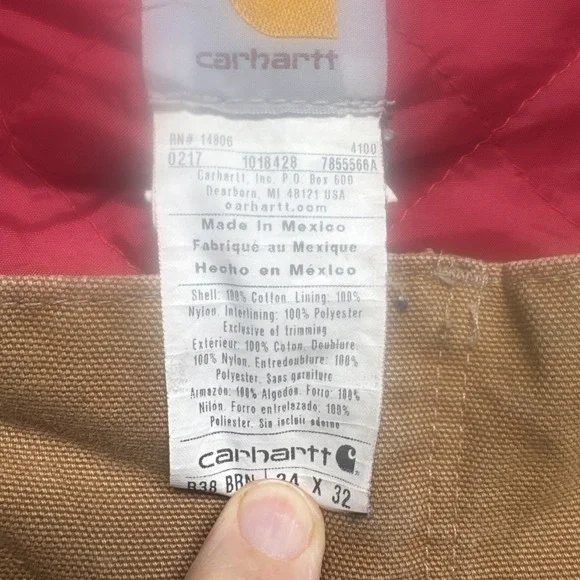 carhartt
RN# 14806 4100
0217 1018428 7855566A
Carhartt, Inc. P.O. Box 600
Dearborn, MI 48121 USA
carhartt.com
Made in Mexico
Fabriqué au Mexique
Hecho en México
Shell: 100% Cotton. Lining: 100%
Nylon. Interlining: 100% Polyester
Exclusive of trimming
Extérieur: 100% Coton. Doublure:
100% Nylon. Entredoublure: 100%
Polyester. Sans garniture
Armazón: 100% Algodón. Forro: 100%
Nilón. Forro entrelazado: 100%
Poliester. Sin incluir adorno
carhartt
R38 BRN 34 X 32